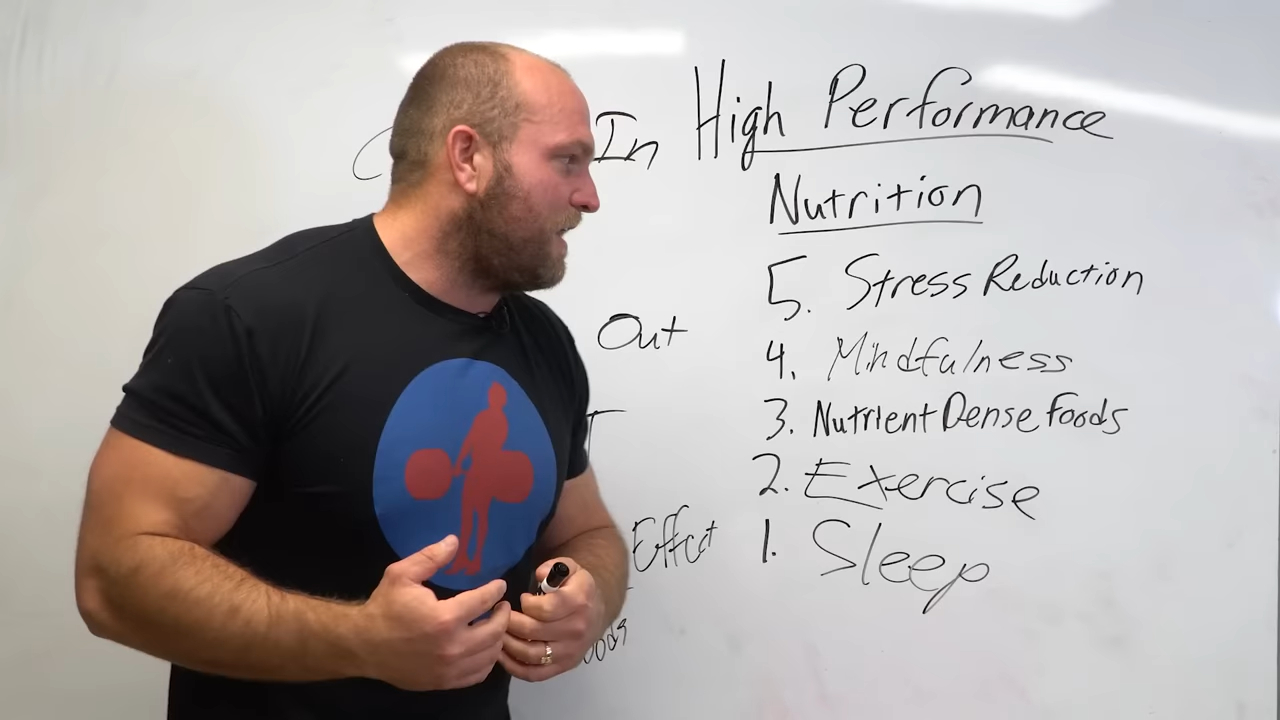 In High Performance
Nutrition
5. Stress Reduction
Out
4. Mindfulness
3. Nutrient Dense Foods
2. Exercise
Effect
1. Sleep